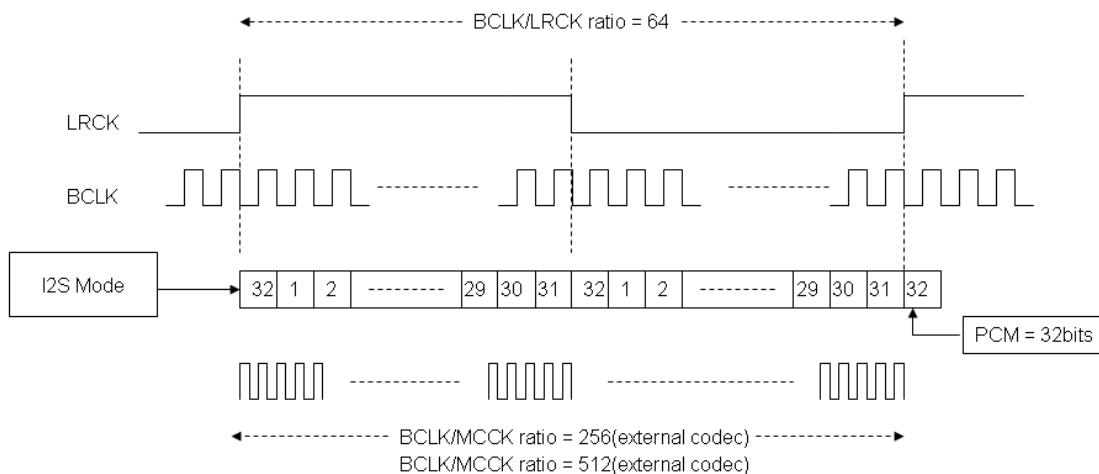 BCLK/LRCK ratio = 64
LRCK
BCLK
I2S Mode
32 1 2 29 30 31 32 1 2 29 30 31 32
PCM = 32bits
BCLK/MCCK ratio = 256(external codec)
BCLK/MCCK ratio = 512(external codec)